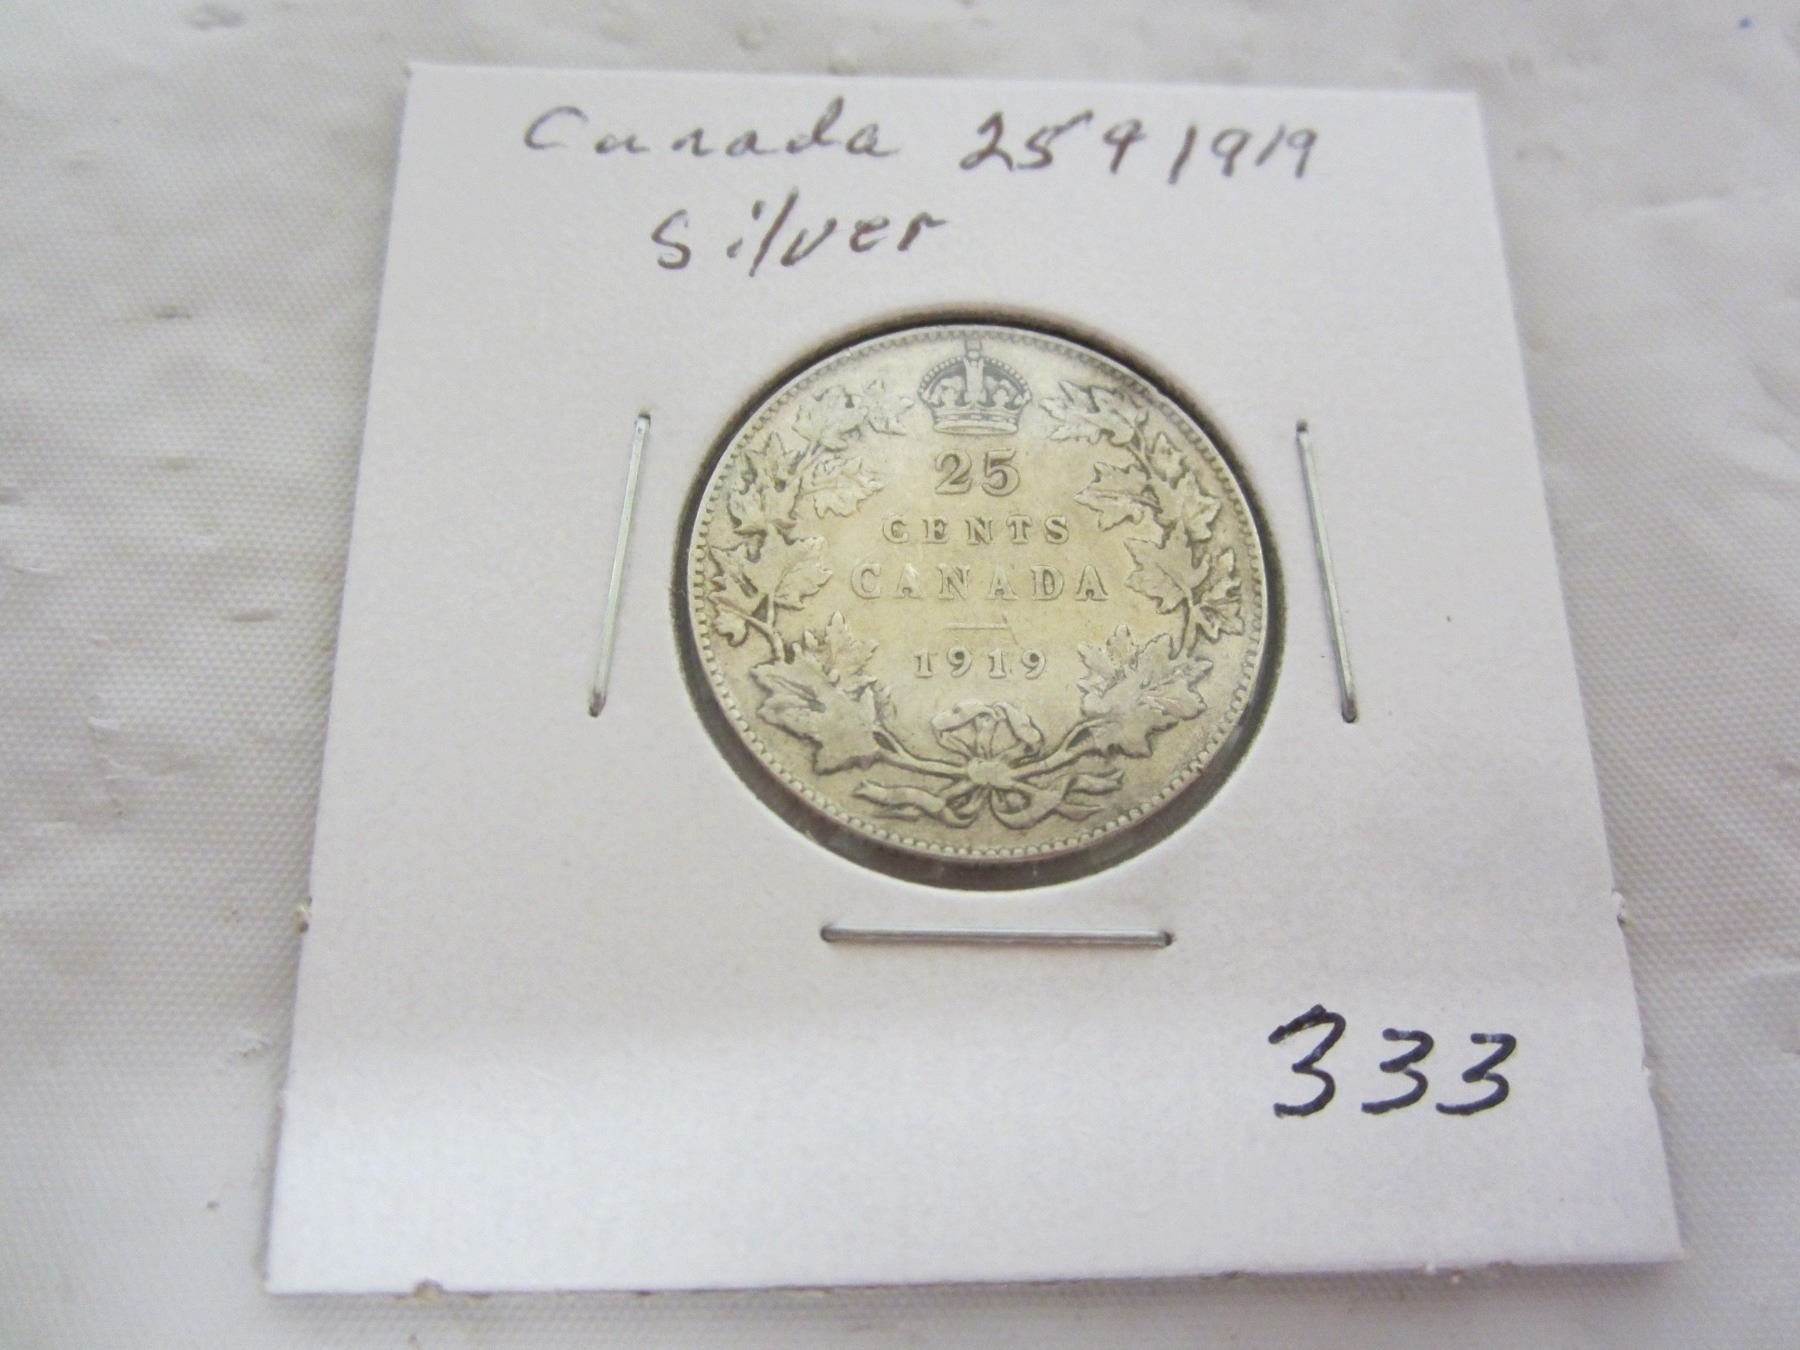 Canada 25¢ 1919
Silver
25
CENTS
CANADA
1919
333